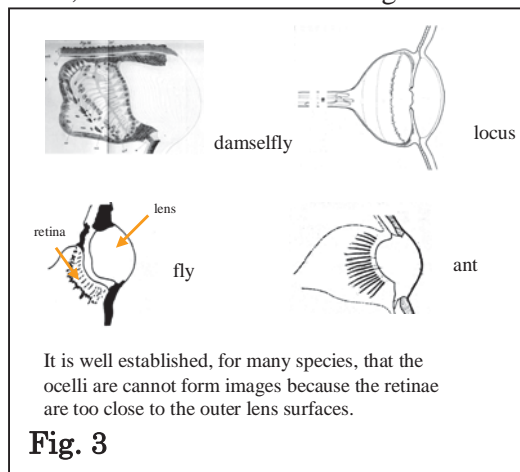 damselfly
locus
lens
retina
fly
ant
It is well established, for many species, that the
ocelli are cannot form images because the retinae
are too close to the outer lens surfaces.
Fig. 3